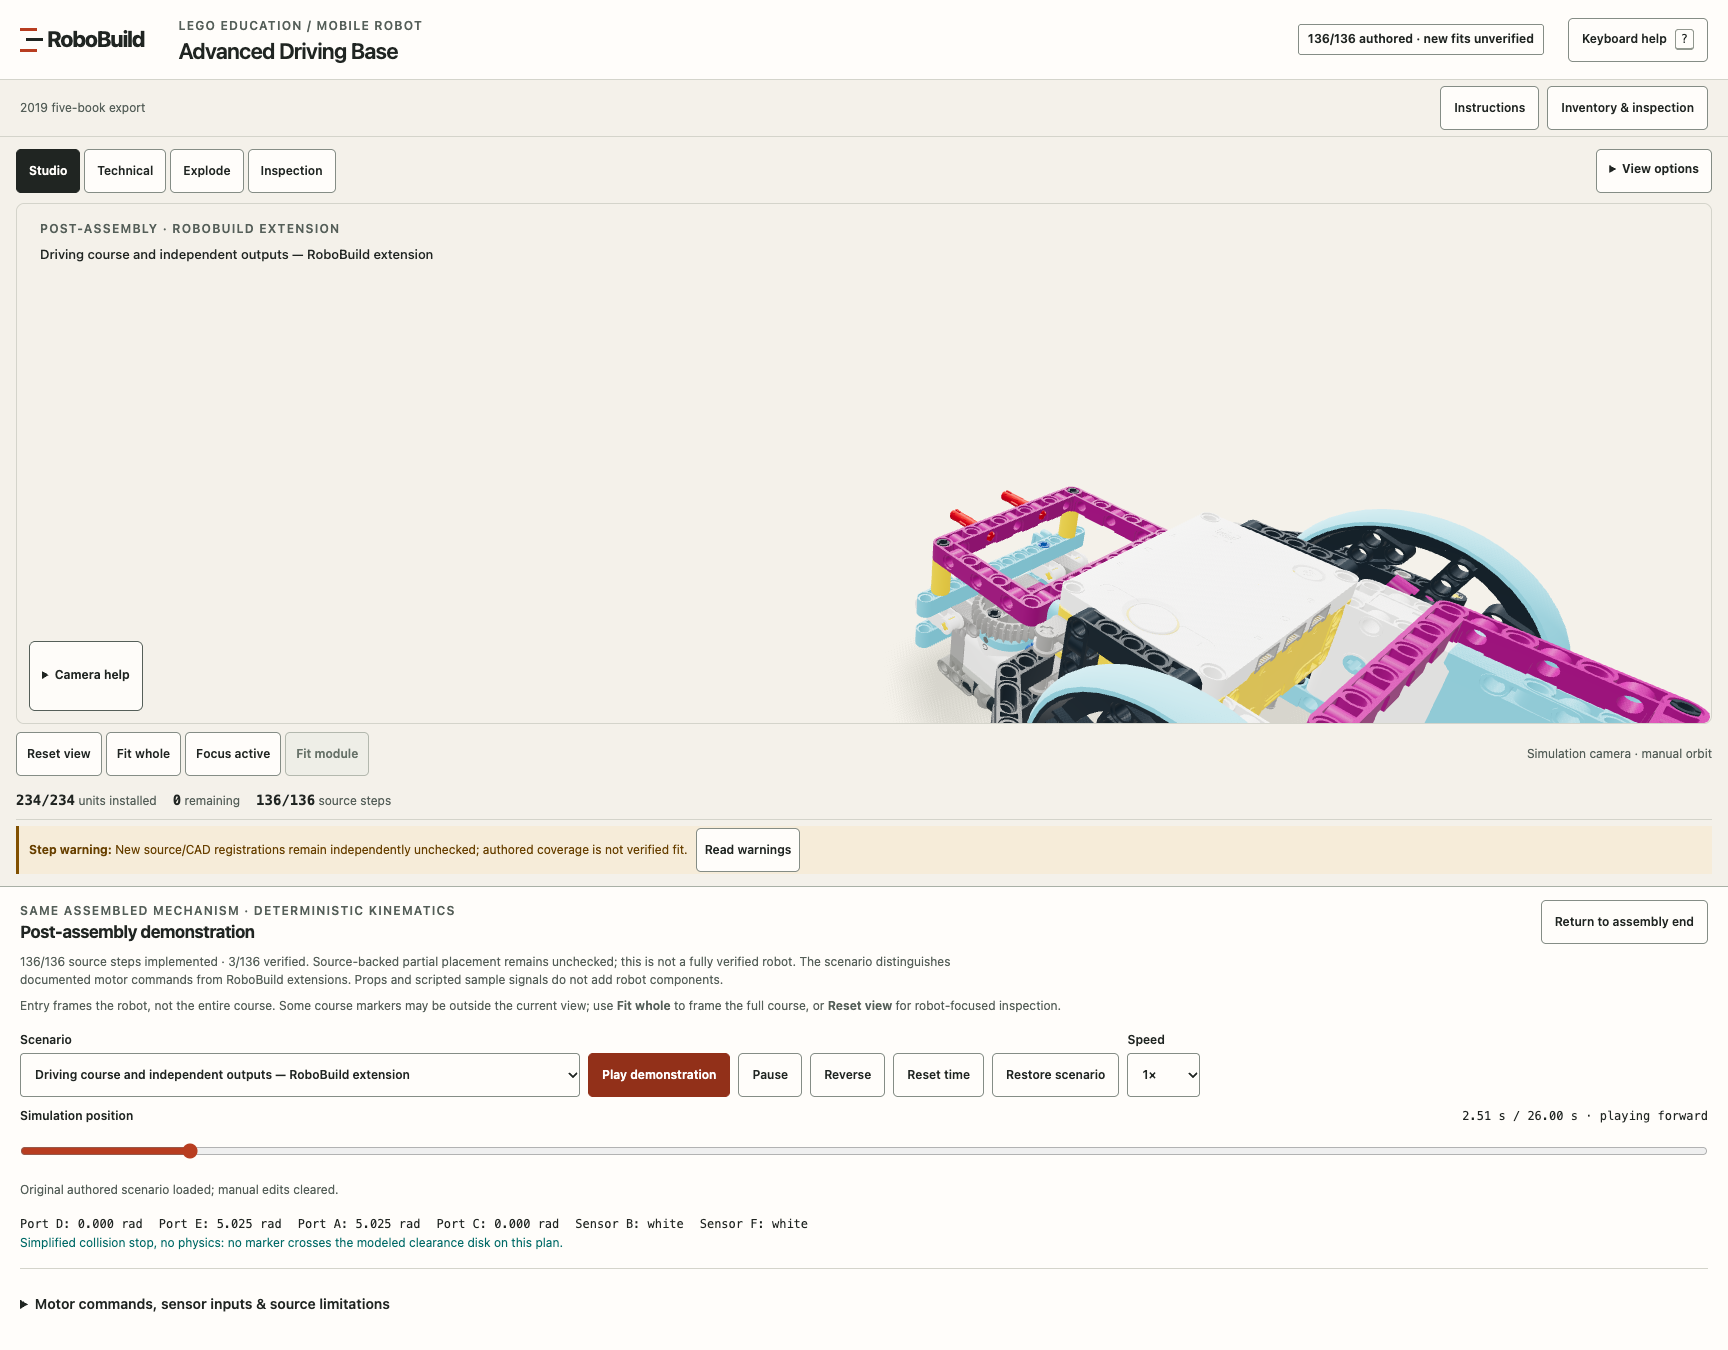 RoboBuild
LEGO EDUCATION / MOBILE ROBOT
Advanced Driving Base
136/136 authored · new fits unverified
Keyboard help ?
2019 five-book export
Instructions
Inventory & inspection
Studio
Technical
Explode
Inspection
▶ View options
POST-ASSEMBLY · ROBOBUILD EXTENSION
Driving course and independent outputs — RoboBuild extension
▶ Camera help
Reset view
Fit whole
Focus active
Fit module
Simulation camera · manual orbit
234/234 units installed 0 remaining 136/136 source steps
Step warning: New source/CAD registrations remain independently unchecked; authored coverage is not verified fit.
Read warnings
SAME ASSEMBLED MECHANISM · DETERMINISTIC KINEMATICS
Post-assembly demonstration
Return to assembly end
136/136 source steps implemented · 3/136 verified. Source-backed partial placement remains unchecked; this is not a fully verified robot. The scenario distinguishes
documented motor commands from RoboBuild extensions. Props and scripted sample signals do not add robot components.
Entry frames the robot, not the entire course. Some course markers may be outside the current view; use Fit whole to frame the full course, or Reset view for robot-focused inspection.
Scenario
Speed
Driving course and independent outputs — RoboBuild extension
Play demonstration
Pause
Reverse
Reset time
Restore scenario
1×
Simulation position
2.51 s / 26.00 s · playing forward
Original authored scenario loaded; manual edits cleared.
Port D: 0.000 rad Port E: 5.025 rad Port A: 5.025 rad Port C: 0.000 rad Sensor B: white Sensor F: white
Simplified collision stop, no physics: no marker crosses the modeled clearance disk on this plan.
▶ Motor commands, sensor inputs & source limitations